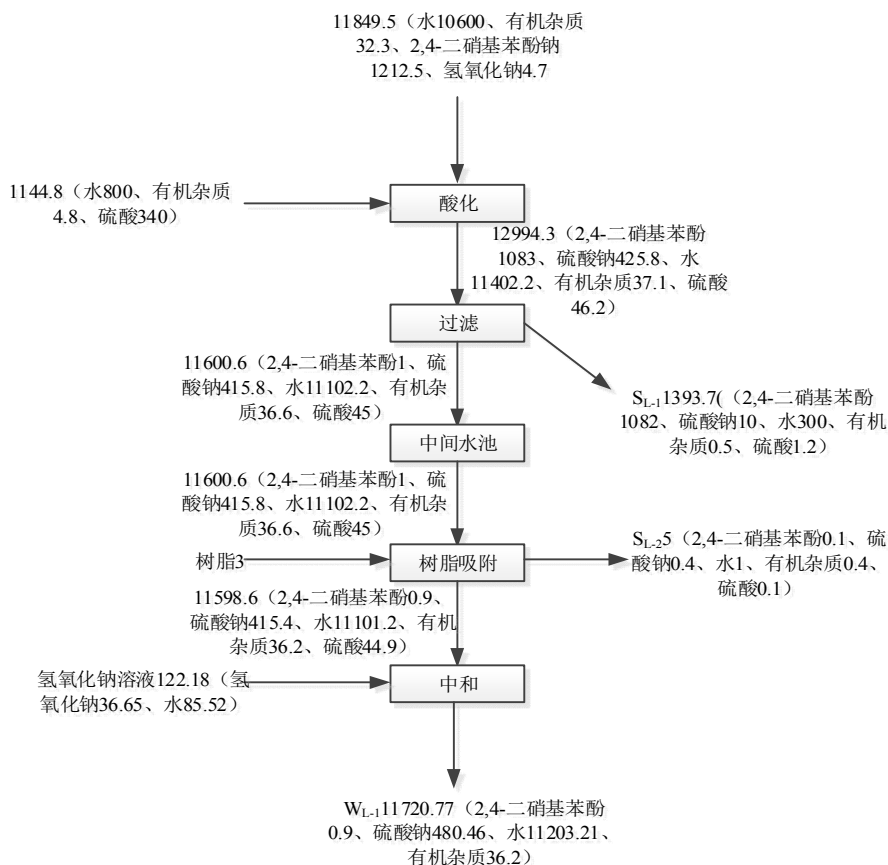 11849.5（水10600、有机杂质
32.3、2,4-二硝基苯酚钠
1212.5、氢氧化钠4.7
1144.8（水800、有机杂质
4.8、硫酸340）
酸化
12994.3（2,4-二硝基苯酚
1083、硫酸钠425.8、水
11402.2、有机杂质37.1、硫酸
46.2）
过滤
11600.6（2,4-二硝基苯酚1、硫
酸钠415.8、水11102.2、有机杂
质36.6、硫酸45）
SL-11393.7(（2,4-二硝基苯酚
1082、硫酸钠10、水300、有机
杂质0.5、硫酸1.2）
中间水池
11600.6（2,4-二硝基苯酚1、硫
酸钠415.8、水11102.2、有机杂
质36.6、硫酸45）
树脂3
树脂吸附
SL-25（2,4-二硝基苯酚0.1、硫
酸钠0.4、水1、有机杂质0.4、
硫酸0.1）
11598.6（2,4-二硝基苯酚0.9、
硫酸钠415.4、水11101.2、有机
杂质36.2、硫酸44.9）
氢氧化钠溶液122.18（氢
氧化钠36.65、水85.52）
中和
WL-111720.77（2,4-二硝基苯酚
0.9、硫酸钠480.46、水11203.21、
有机杂质36.2）